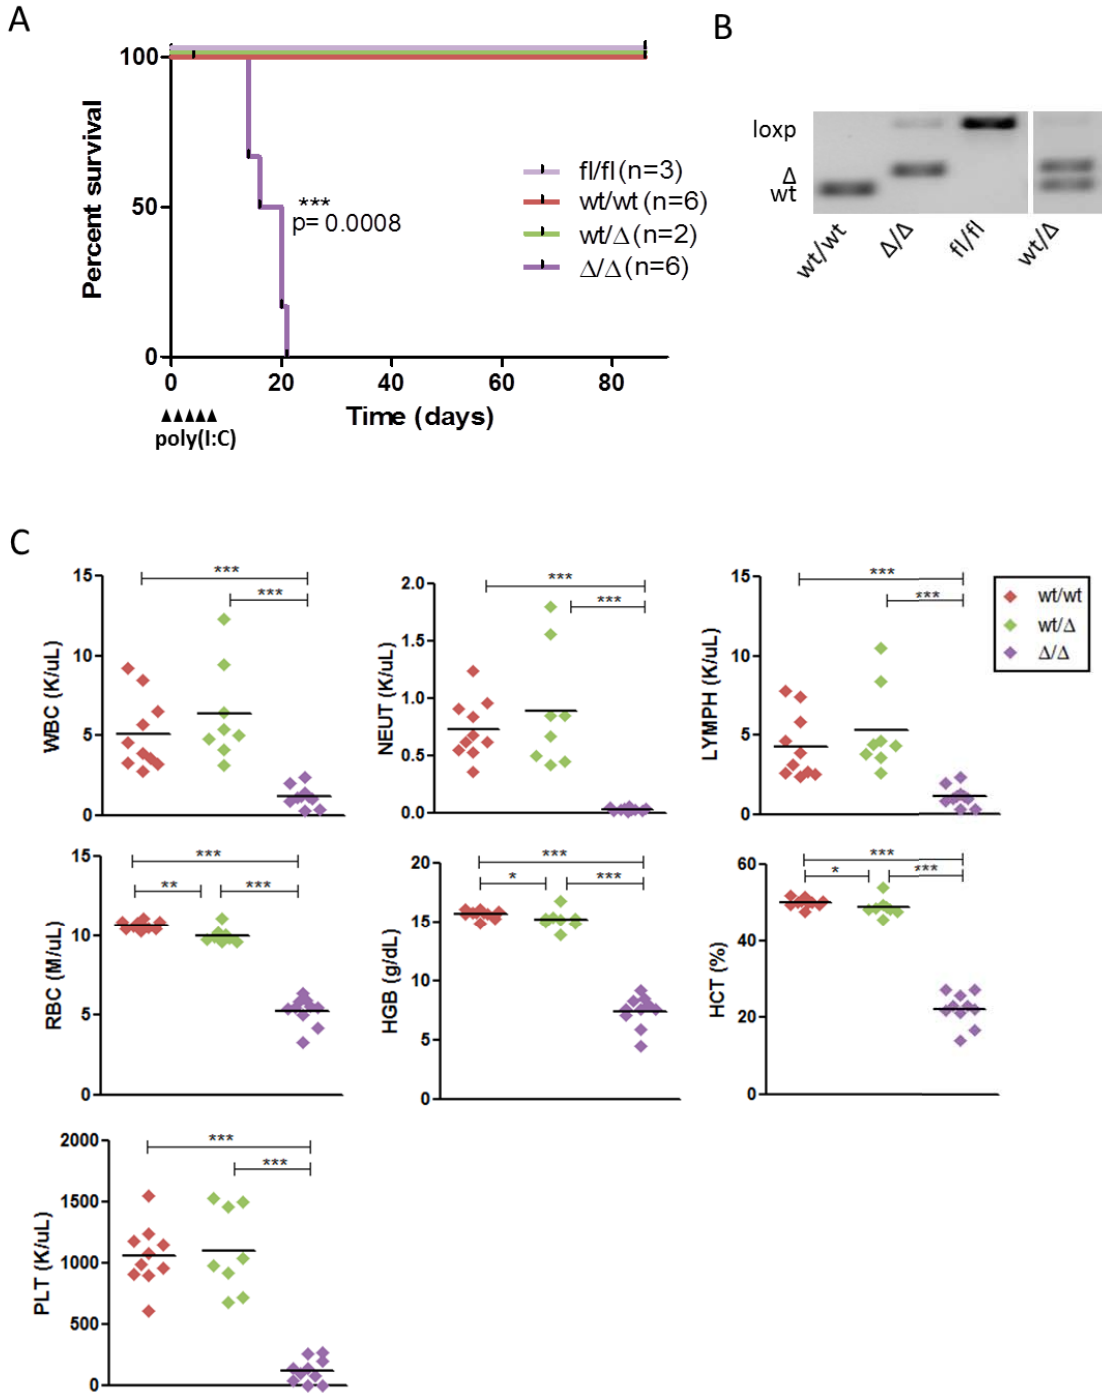 A
100
50
0
Percent survival
0 20 40 60 80
Time (days)
▲▲▲▲▲
poly(I:C)
***
p= 0.0008
fl/fl (n=3)
wt/wt (n=6)
wt/Δ (n=2)
Δ/Δ (n=6)
B
loxp
Δ
wt
wt/wt
Δ/Δ
fl/fl
wt/Δ
C
15
10
5
0
WBC (K/uL)
***
***
2.0
1.5
1.0
0.5
0.0
NEUT (K/uL)
***
***
15
10
5
0
LYMPH (K/uL)
***
***
wt/wt
wt/Δ
Δ/Δ
15
10
5
0
RBC (M/uL)
***
** ***
20
15
10
5
0
HGB (g/dL)
***
* ***
60
40
20
0
HCT (%)
***
* ***
2000
1500
1000
500
0
PLT (K/uL)
***
***